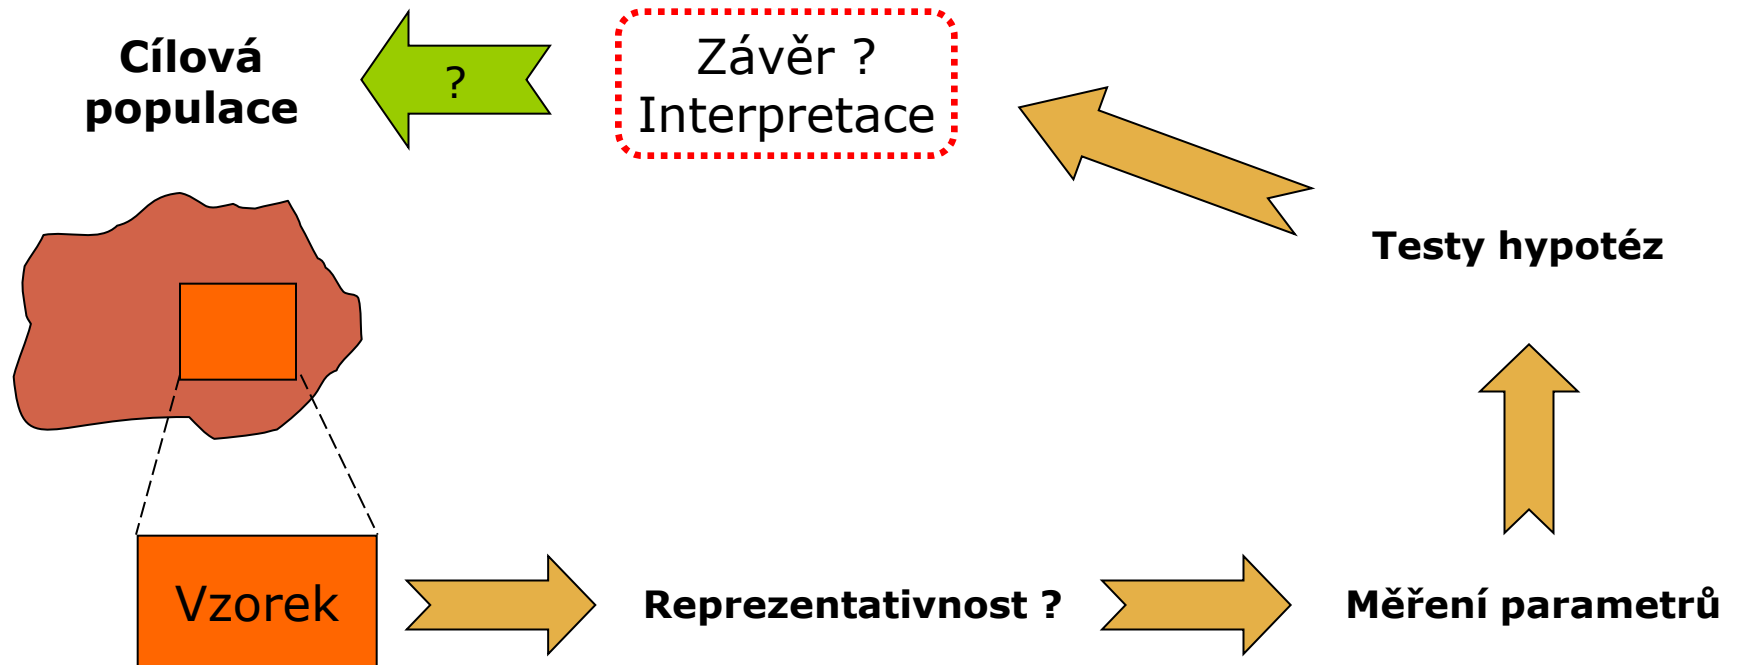 Cílová
populace
?
Závěr ?
Interpretace
Testy hypotéz
Vzorek
Reprezentativnost ?
Měření parametrů